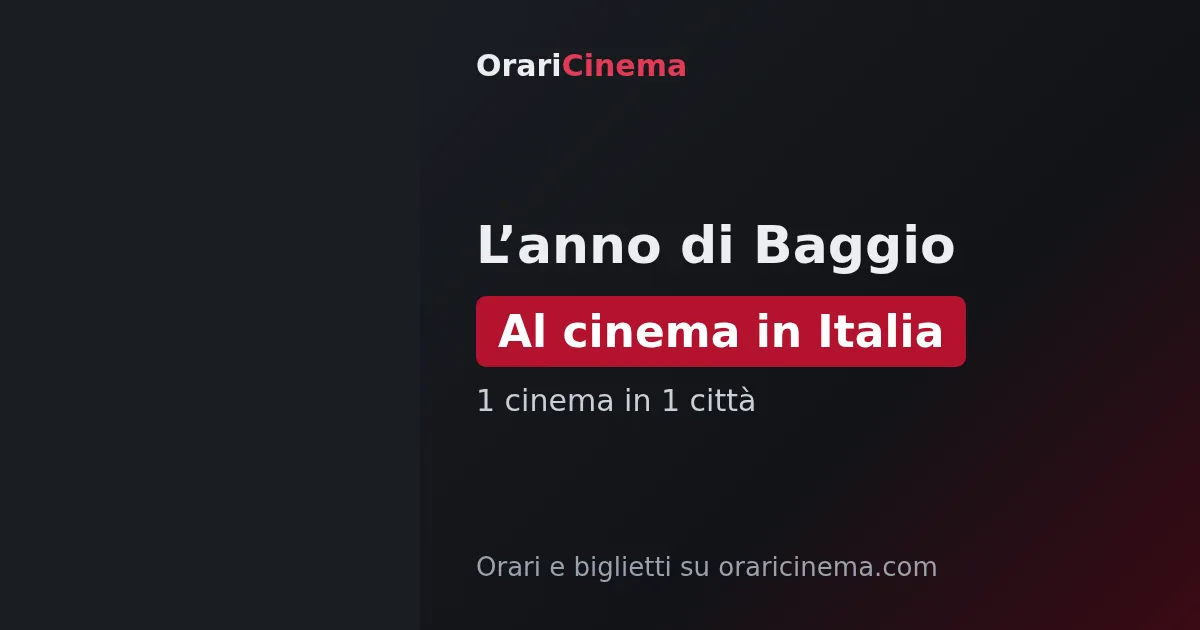 OrariCinema
L’anno di Baggio
Al cinema in Italia
1 cinema in 1 città
Orari e biglietti su oraricinema.com